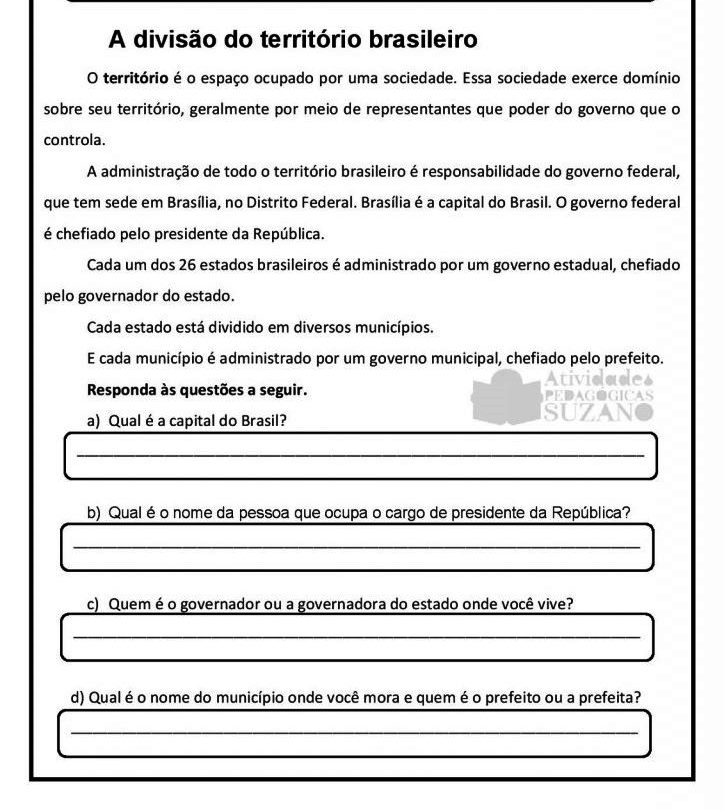 A divisão do território brasileiro
O território é o espaço ocupado por uma sociedade. Essa sociedade exerce domínio
sobre seu território, geralmente por meio de representantes que poder do governo que o
controla.
A administração de todo o território brasileiro é responsabilidade do governo federal,
que tem sede em Brasília, no Distrito Federal. Brasília é a capital do Brasil. O governo federal
é chefiado pelo presidente da República.
Cada um dos 26 estados brasileiros é administrado por um governo estadual, chefiado
pelo governador do estado.
Cada estado está dividido em diversos municípios.
E cada município é administrado por um governo municipal, chefiado pelo prefeito.
Atividades
PEDAGÓGICAS
SUZANO
Responda às questões a seguir.
a) Qual é a capital do Brasil?
b) Qual é o nome da pessoa que ocupa o cargo de presidente da República?
c) Quem é o governador ou a governadora do estado onde você vive?
d) Qual é o nome do município onde você mora e quem é o prefeito ou a prefeita?